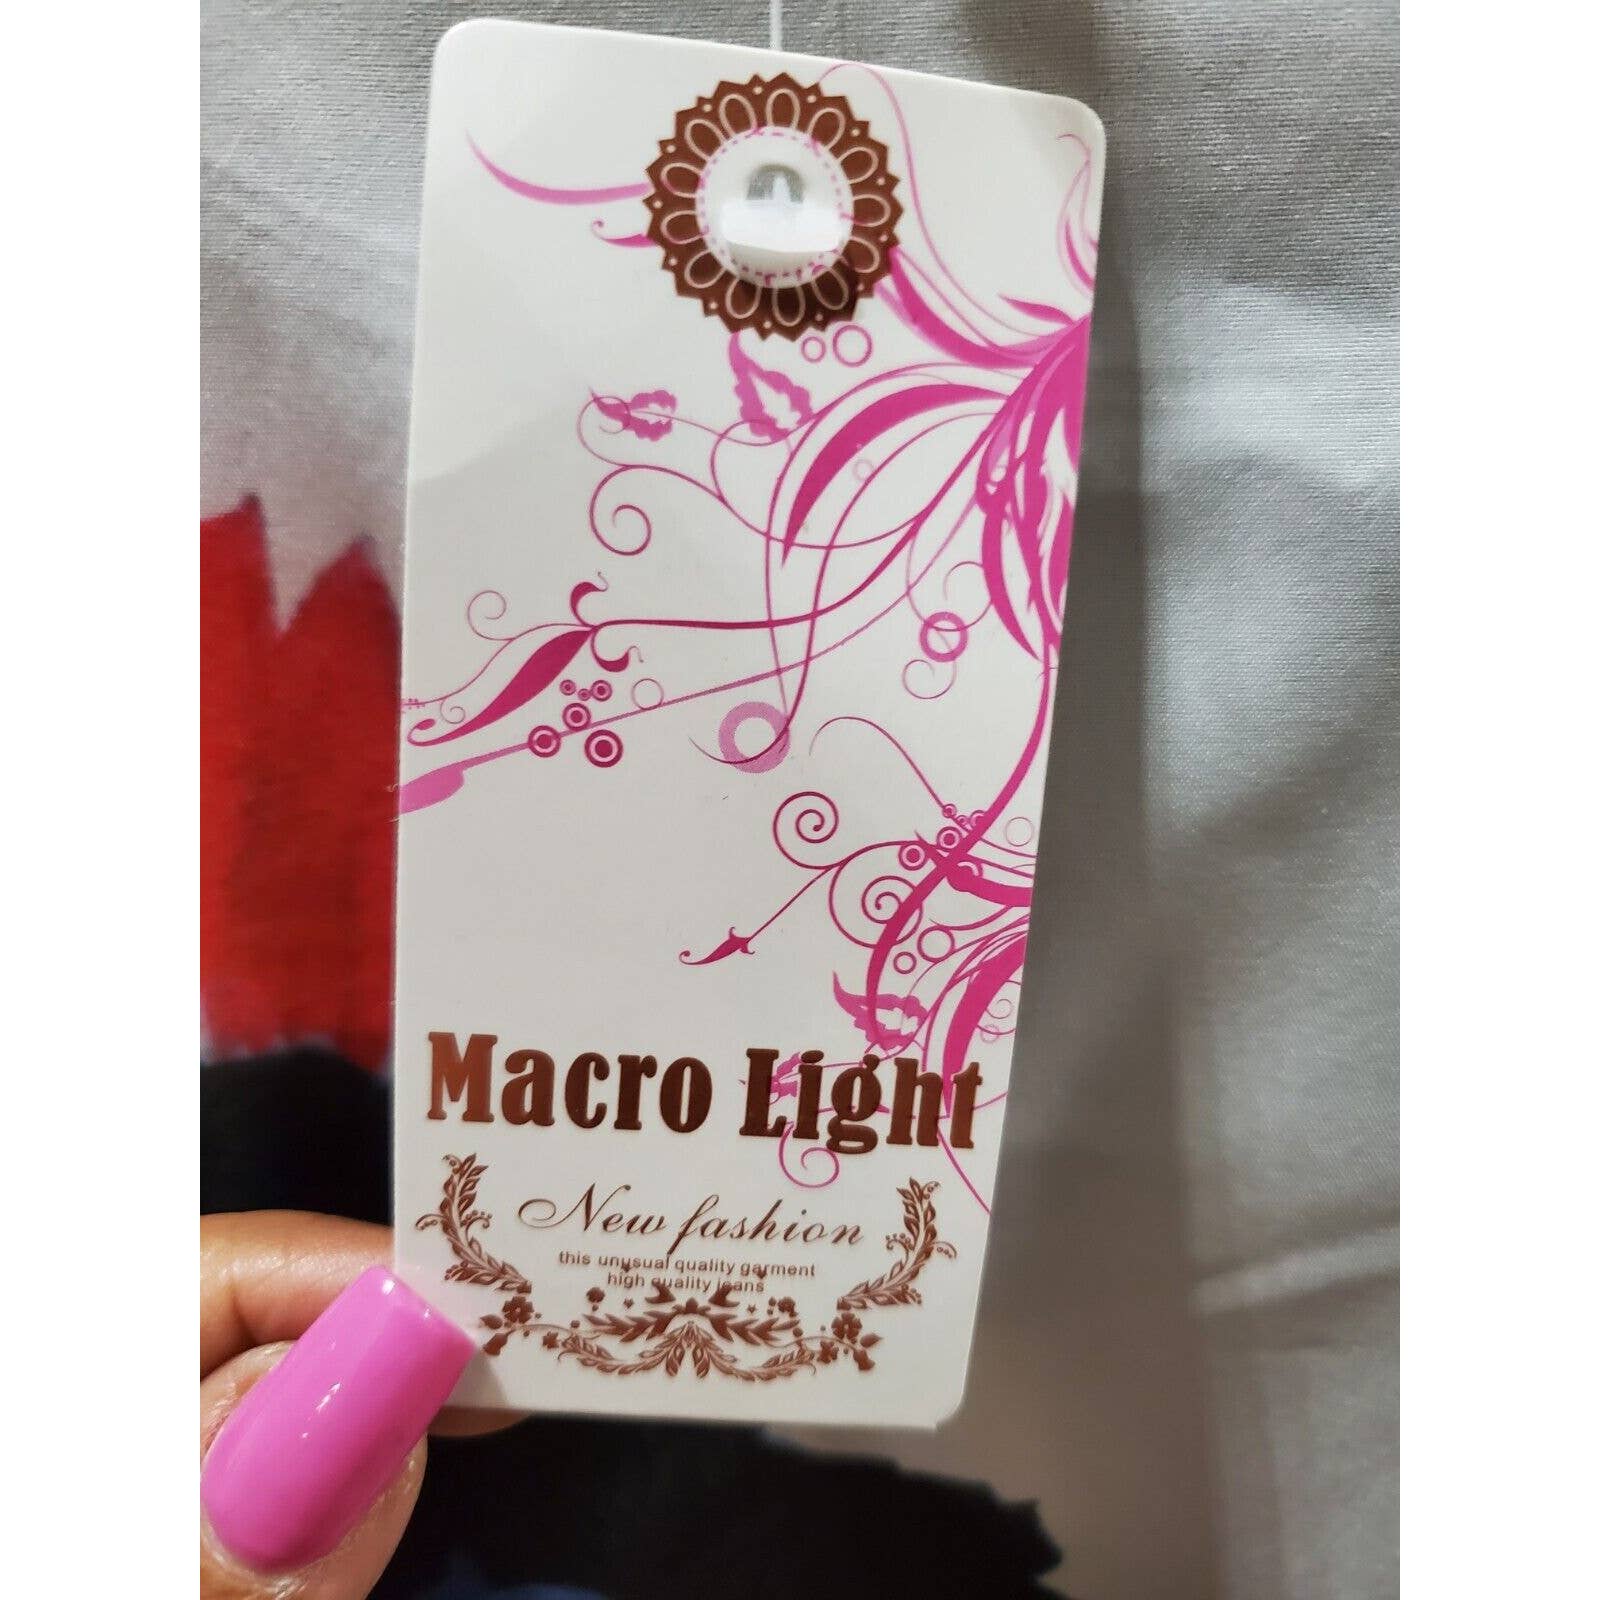 Macro Light
New fashion
this unusual quality garment
high quality jeans